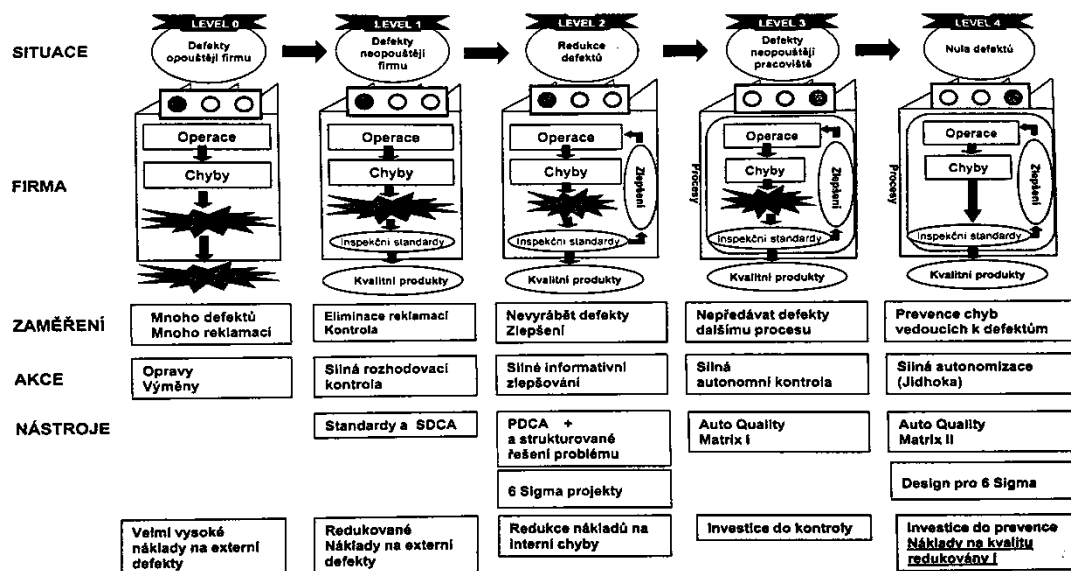 LEVEL 0
LEVEL 1
LEVEL 2
LEVEL 3
LEVEL 4
SITUACE
Defekty
opouštějí firmu
Defekty
neopouštějí
firmu
Redukce
defektů
Defekty
neopouštějí
pracoviště
Nula defektů
FIRMA
Operace
Chyby
Operace
Chyby
Inspekční standardy
Kvalitní produkty
Operace
Chyby
Zlepšení
Inspekční standardy
Kvalitní produkty
Procesy
Operace
Chyby
Zlepšení
Inspekční standardy
Kvalitní produkty
Procesy
Operace
Chyby
Zlepšení
Inspekční standardy
Kvalitní produkty
ZAMĚŘENÍ
Mnoho defektů
Mnoho reklamací
Eliminace reklamací
Kontrola
Nevyrábět defekty
Zlepšení
Nepředávat defekty
dalšímu procesu
Prevence chyb
vedoucích k defektům
AKCE
Opravy
Výměny
Silná rozhodovací
kontrola
Silné informativní
zlepšování
Silná
autonomní kontrola
Silná autonomizace
(Jidhoka)
NÁSTROJE
Standardy a SDCA
PDCA +
a strukturované
řešení problému
Auto Quality
Matrix I
Auto Quality
Matrix II
6 Sigma projekty
Design pro 6 Sigma
Velmi vysoké
náklady na externí
defekty
Redukované
Náklady na externí
defekty
Redukce nákladů na
interní chyby
Investice do kontroly
Investice do prevence
Náklady na kvalitu
redukovány !